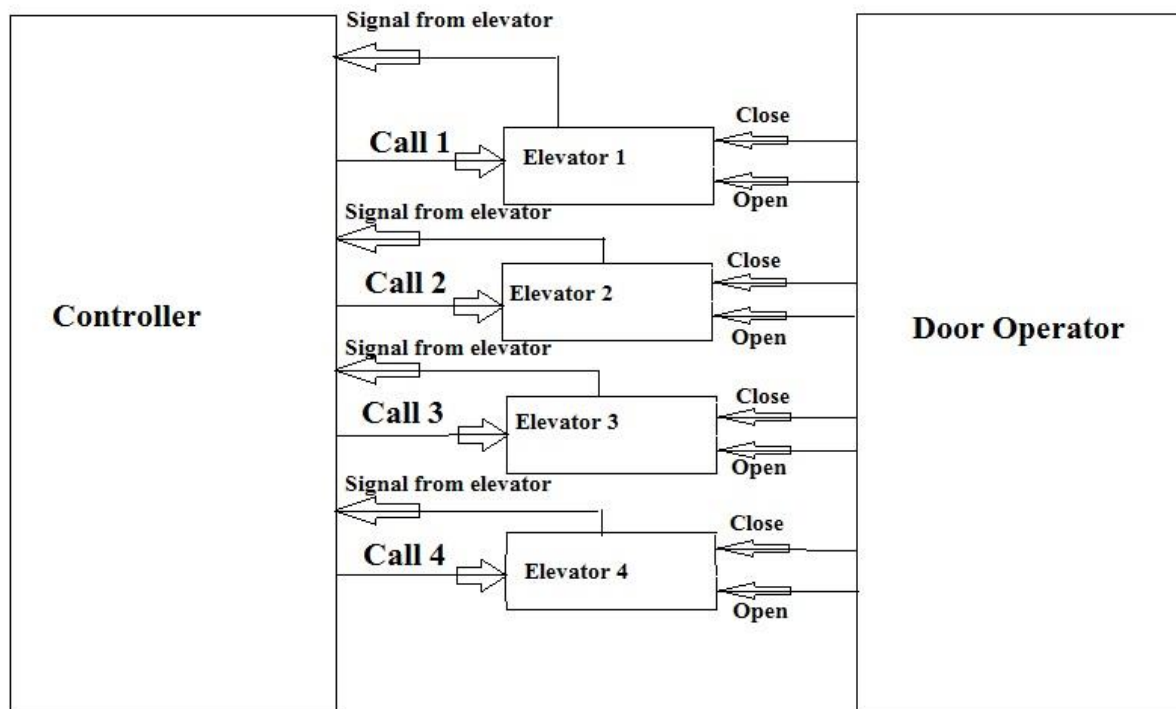 Signal from elevator
Close
Call 1
Elevator 1
Open
Signal from elevator
Close
Call 2
Elevator 2
Controller
Door Operator
Open
Signal from elevator
Close
Call 3
Elevator 3
Open
Signal from elevator
Close
Call 4
Elevator 4
Open